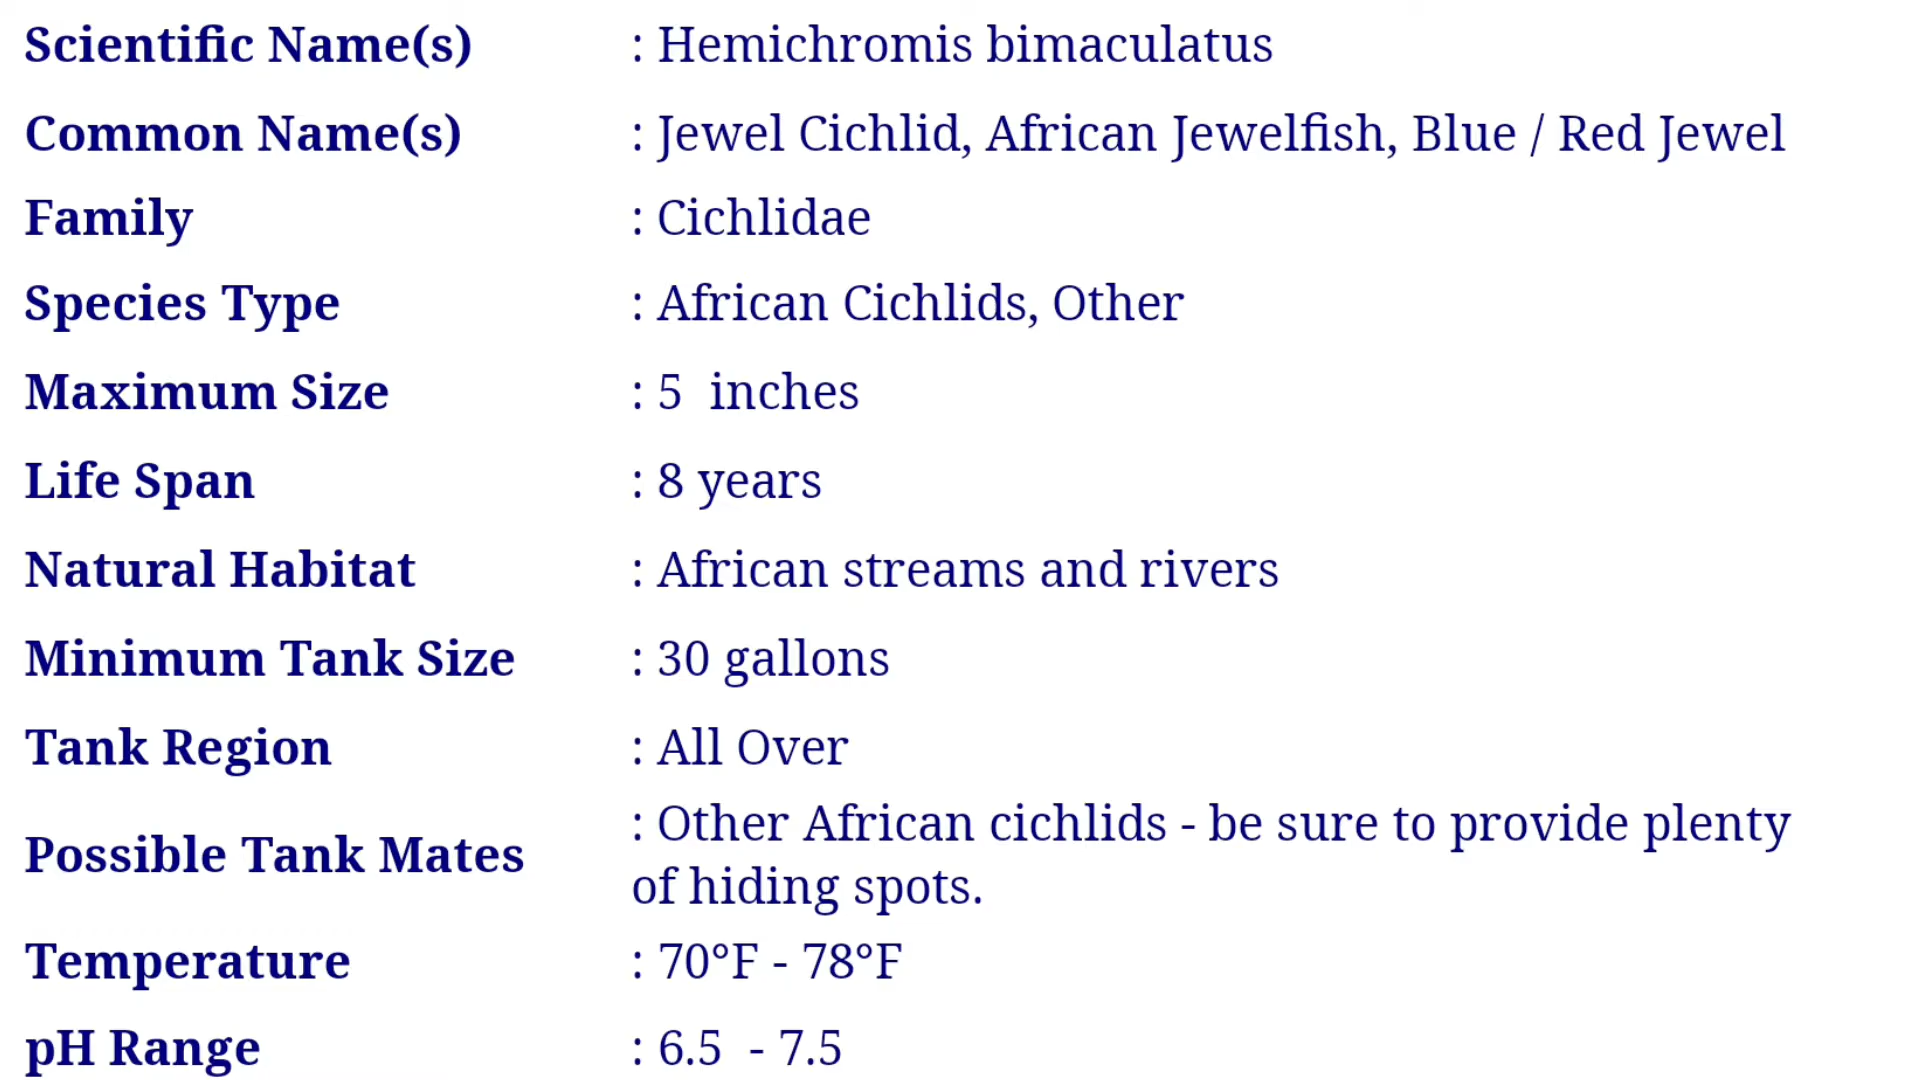 Scientific Name(s) : Hemichromis bimaculatus
Common Name(s) : Jewel Cichlid, African Jewelfish, Blue / Red Jewel
Family : Cichlidae
Species Type : African Cichlids, Other
Maximum Size : 5  inches
Life Span : 8 years
Natural Habitat : African streams and rivers
Minimum Tank Size : 30 gallons
Tank Region : All Over
Possible Tank Mates : Other African cichlids - be sure to provide plenty
of hiding spots.
Temperature : 70°F - 78°F
pH Range : 6.5  - 7.5